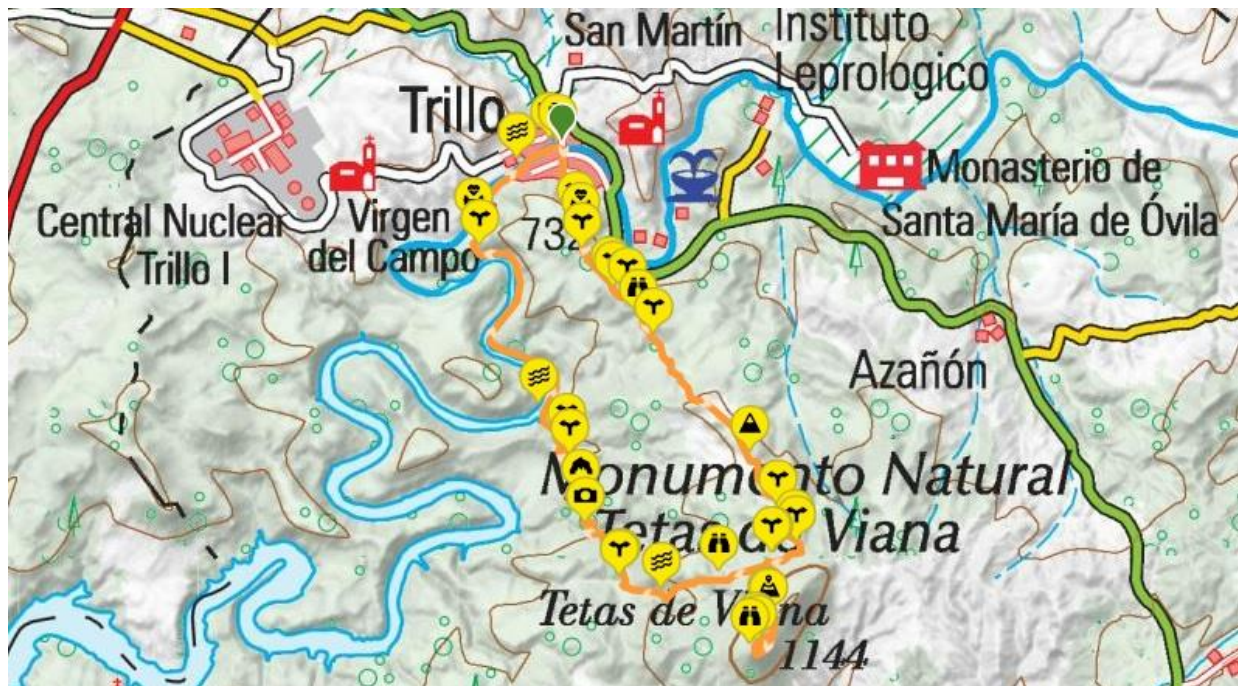 San Martín
Instituto
Leprologico
Trillo
Monasterio de
Santa María de Óvila
Central Nuclear
Trillo I
Virgen
del Campo
732
Azañón
Monumento Natural
Tetas de Viana
Tetas de Viana
1144